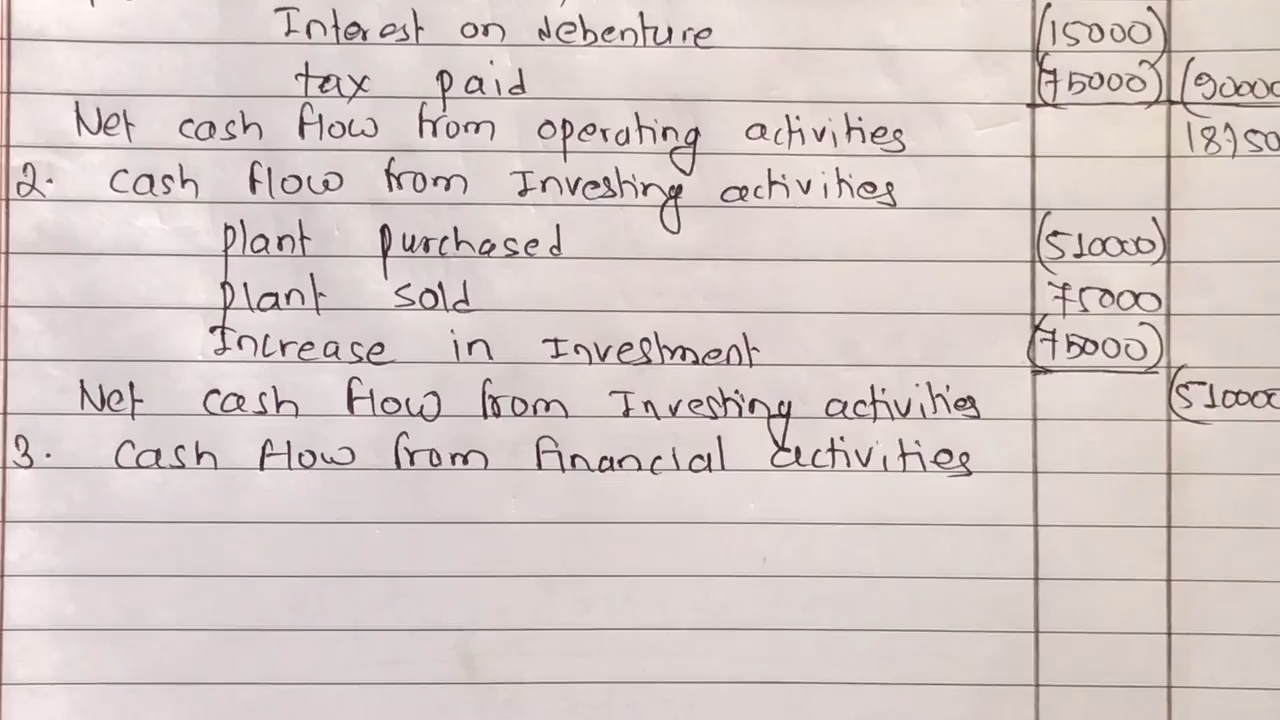 Interest on debenture (15000)
tax paid (75000) (90000
Net cash flow from operating activities 18750
2. Cash flow from Investing activities
plant purchased (51000)
plant sold 75000
Increase in Investment (75000)
Net cash flow from Investing activities (51000
3. Cash flow from financial activities